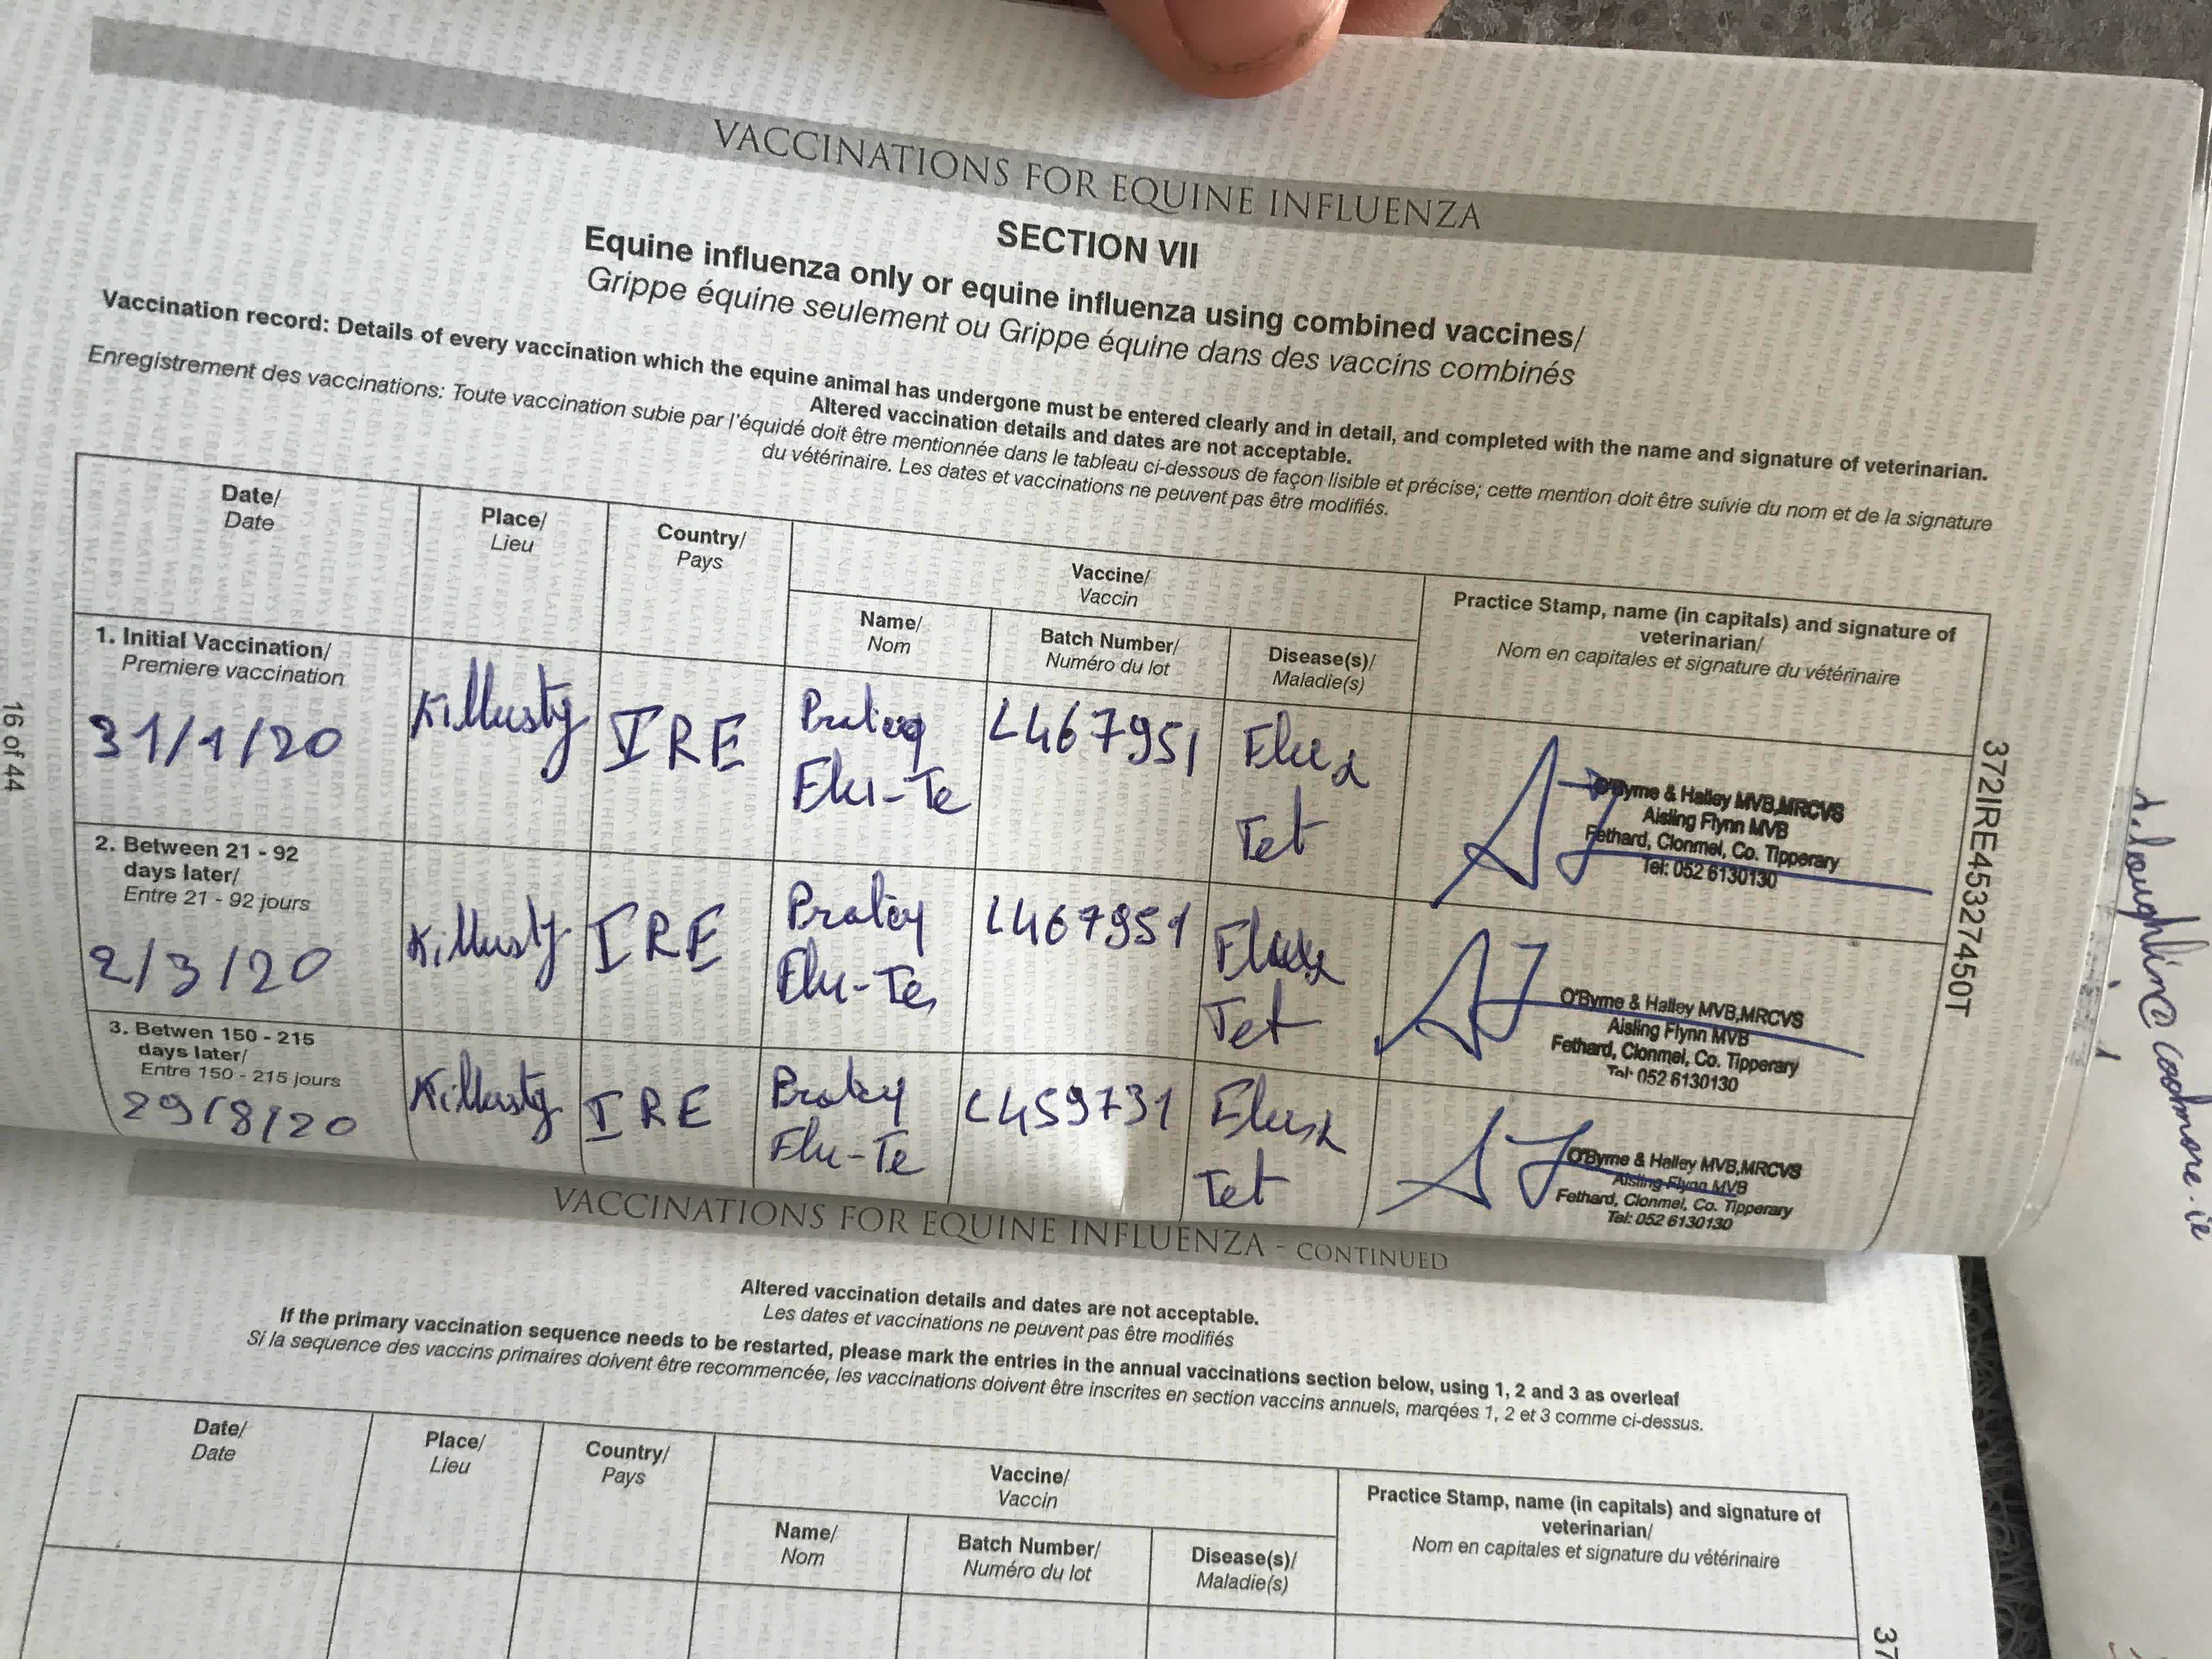 VACCINATIONS FOR EQUINE INFLUENZA
SECTION VII
Equine influenza only or equine influenza using combined vaccines/
Grippe équine seulement ou Grippe équine dans des vaccins combinés
Vaccination record: Details of every vaccination which the equine animal has undergone must be entered clearly and in detail, and completed with the name and signature of veterinarian.
Altered vaccination details and dates are not acceptable.
Enregistrement des vaccinations: Toute vaccination subie par l'équidé doit être mentionnée dans le tableau ci-dessous de façon lisible et précise; cette mention doit être suivie du nom et de la signature
du vétérinaire. Les dates et vaccinations ne peuvent pas être modifiés.
Date/
Date
Place/
Lieu
Country/
Pays
Vaccine/
Vaccin
Name/
Nom
Batch Number/
Numéro du lot
Disease(s)/
Maladie(s)
Practice Stamp, name (in capitals) and signature of
veterinarian/
Nom en capitales et signature du vétérinaire
1. Initial Vaccination/
Premiere vaccination
31/1/20
Killusty
IRE
Flu-Te
L467951
Flu &
Tet
O'Byrne & Halley MVB,MRCVS
Aisling Flynn MVB
Fethard, Clonmel, Co. Tipperary
Tel: 052 6130130
2. Between 21 - 92
days later/
Entre 21 - 92 jours
2/3/20
Killusty
IRE
Flu-Te
L467951
Tet
O'Byrne & Halley MVB,MRCVS
Aisling Flynn MVB
Fethard, Clonmel, Co. Tipperary
Tel: 052 6130130
3. Betwen 150 - 215
days later/
Entre 150 - 215 jours
29/8/20
Killusty
IRE
Flu-Te
L459731
Flu &
Tet
O'Byrne & Halley MVB,MRCVS
Aisling Flynn MVB
Fethard, Clonmel, Co. Tipperary
Tel: 052 6130130
16 of 44
372IRE45327450T
VACCINATIONS FOR EQUINE INFLUENZA - CONTINUED
Altered vaccination details and dates are not acceptable.
Les dates et vaccinations ne peuvent pas être modifiés
If the primary vaccination sequence needs to be restarted, please mark the entries in the annual vaccinations section below, using 1, 2 and 3 as overleaf
Si la sequence des vaccins primaires doivent être recommencée, les vaccinations doivent être inscrites en section vaccins annuels, marqées 1, 2 et 3 comme ci-dessus.
Date/
Date
Place/
Lieu
Country/
Pays
Vaccine/
Vaccin
Name/
Nom
Batch Number/
Numéro du lot
Disease(s)/
Maladie(s)
Practice Stamp, name (in capitals) and signature of
veterinarian/
Nom en capitales et signature du vétérinaire
37